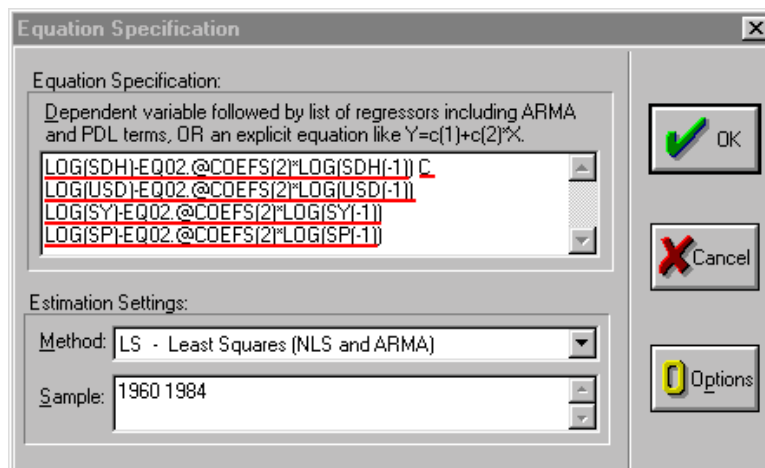 Equation Specification
Equation Specification:
Dependent variable followed by list of regressors including ARMA
and PDL terms, OR an explicit equation like Y=c(1)+c(2)*X.
LOG(SDH)-EQ02.@COEFS(2)*LOG(SDH(-1)) C
LOG(USD)-EQ02.@COEFS(2)*LOG(USD(-1))
LOG(SY)-EQ02.@COEFS(2)*LOG(SY(-1))
LOG(SP)-EQ02.@COEFS(2)*LOG(SP(-1))
OK
Cancel
Estimation Settings:
Method: LS - Least Squares (NLS and ARMA)
Sample: 1960 1984
Options